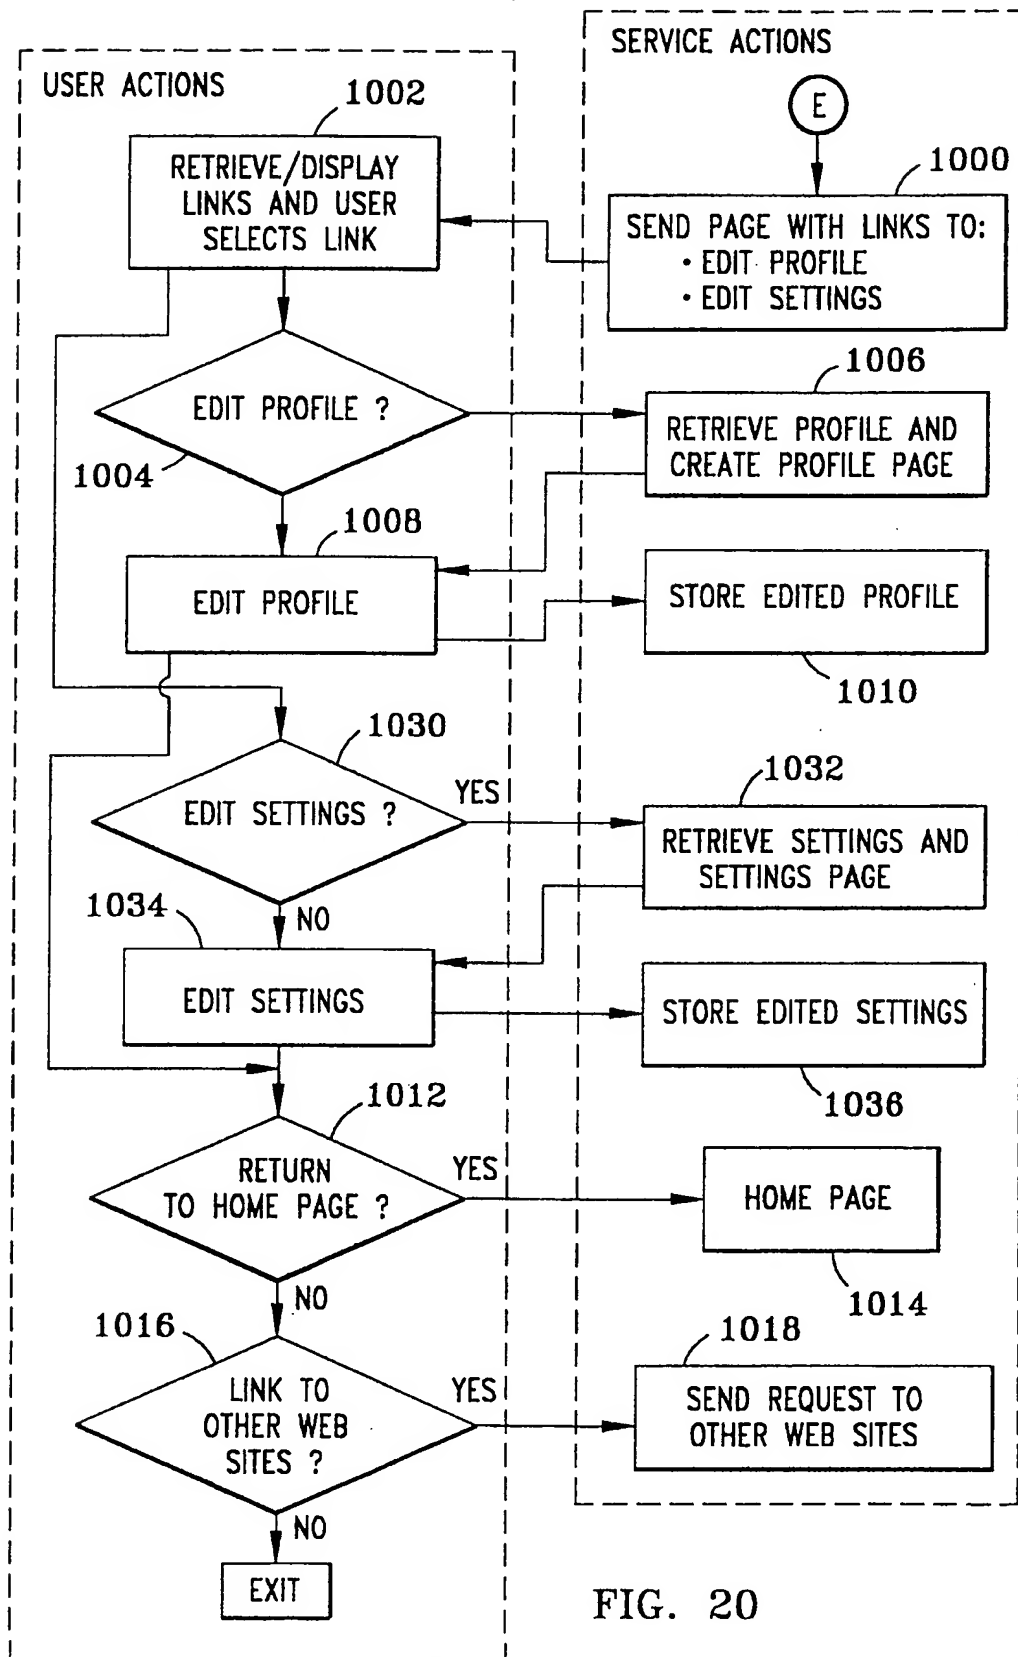 SERVICE ACTIONS
USER ACTIONS
E
1002
RETRIEVE/DISPLAY
LINKS AND USER
SELECTS LINK
1000
SEND PAGE WITH LINKS TO:
• EDIT PROFILE
• EDIT SETTINGS
EDIT PROFILE ?
1004
1006
RETRIEVE PROFILE AND
CREATE PROFILE PAGE
1008
EDIT PROFILE
STORE EDITED PROFILE
1010
1030
EDIT SETTINGS ?
YES
NO
1032
RETRIEVE SETTINGS AND
SETTINGS PAGE
1034
EDIT SETTINGS
STORE EDITED SETTINGS
1036
1012
RETURN
TO HOME PAGE ?
YES
NO
HOME PAGE
1014
1016
LINK TO
OTHER WEB
SITES ?
YES
NO
1018
SEND REQUEST TO
OTHER WEB SITES
EXIT
FIG. 20